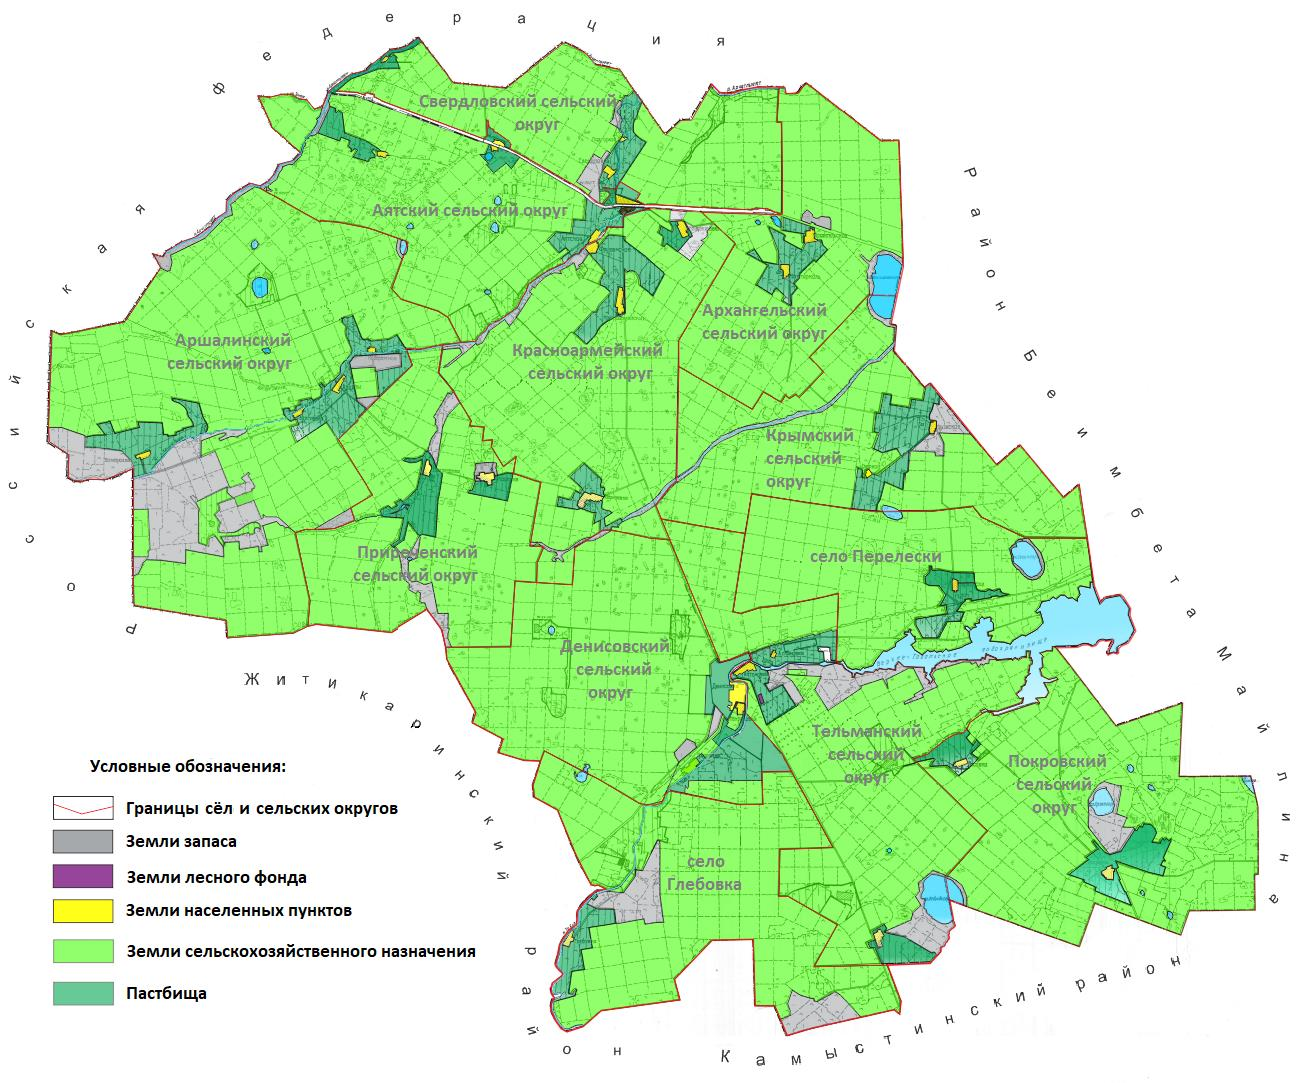 Российская Федерация
Район Беимбета Майлина
Свердловский сельский
округ
Аятский сельский округ
Аршалинский
сельский округ
Архангельский
сельский округ
Красноармейский
сельский округ
Крымский
сельский
округ
Приреченский
сельский округ
село Перелески
Денисовский
сельский
округ
Тельманский
сельский
округ
Покровский
сельский
округ
село
Глебовка
Житикаринский район
Камыстинский район
Условные обозначения:
Границы сёл и сельских округов
Земли запаса
Земли лесного фонда
Земли населенных пунктов
Земли сельскохозяйственного назначения
Пастбища